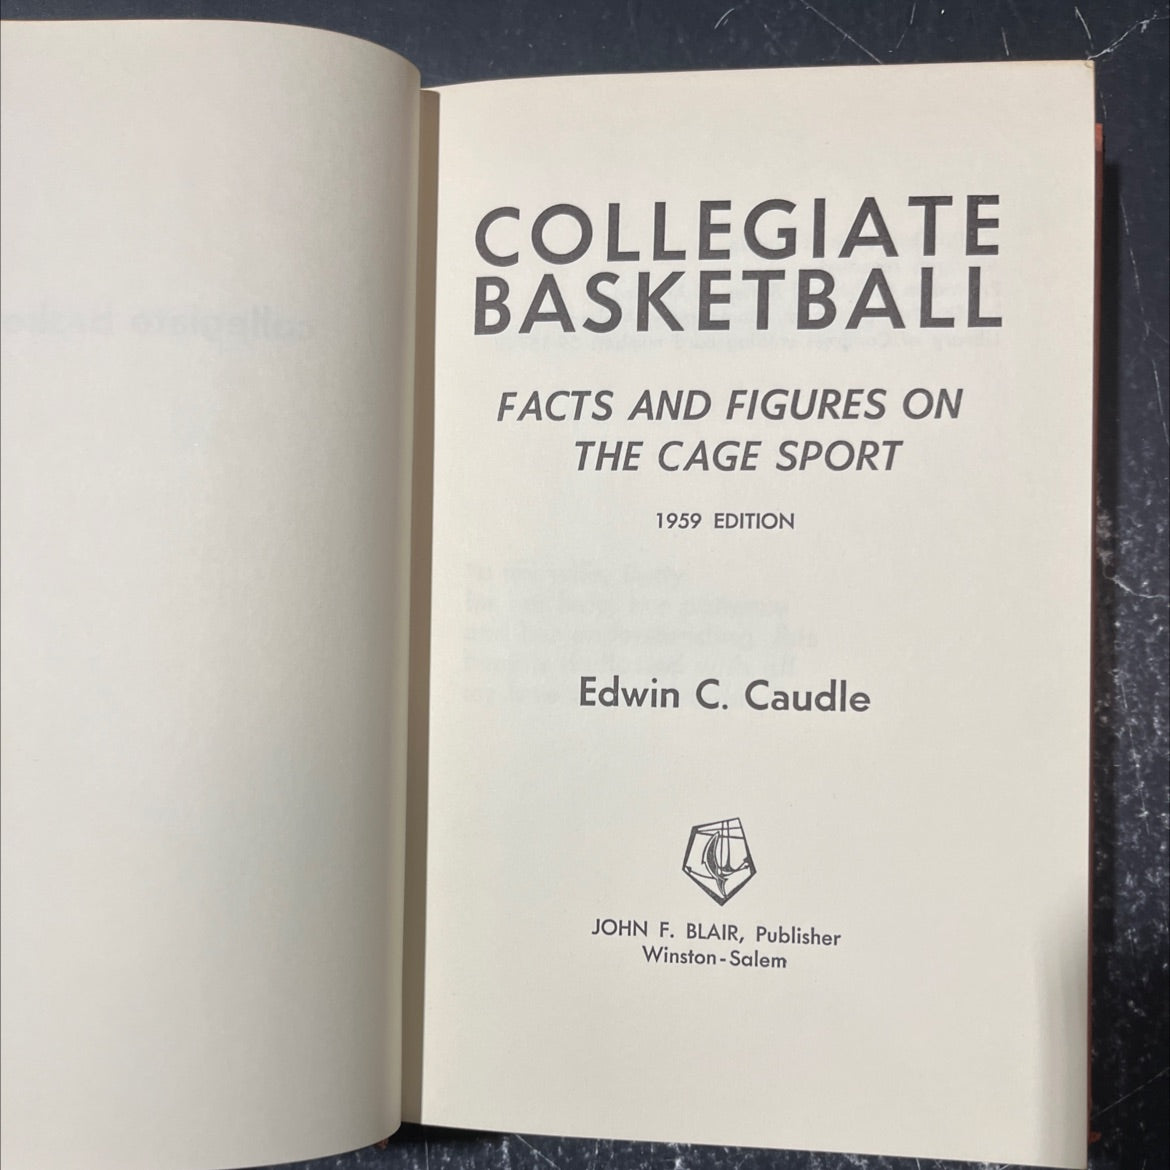 COLLEGIATE
BASKETBALL
FACTS AND FIGURES ON
THE CAGE SPORT
1959 EDITION
Edwin C. Caudle
JOHN F. BLAIR, Publisher
Winston-Salem